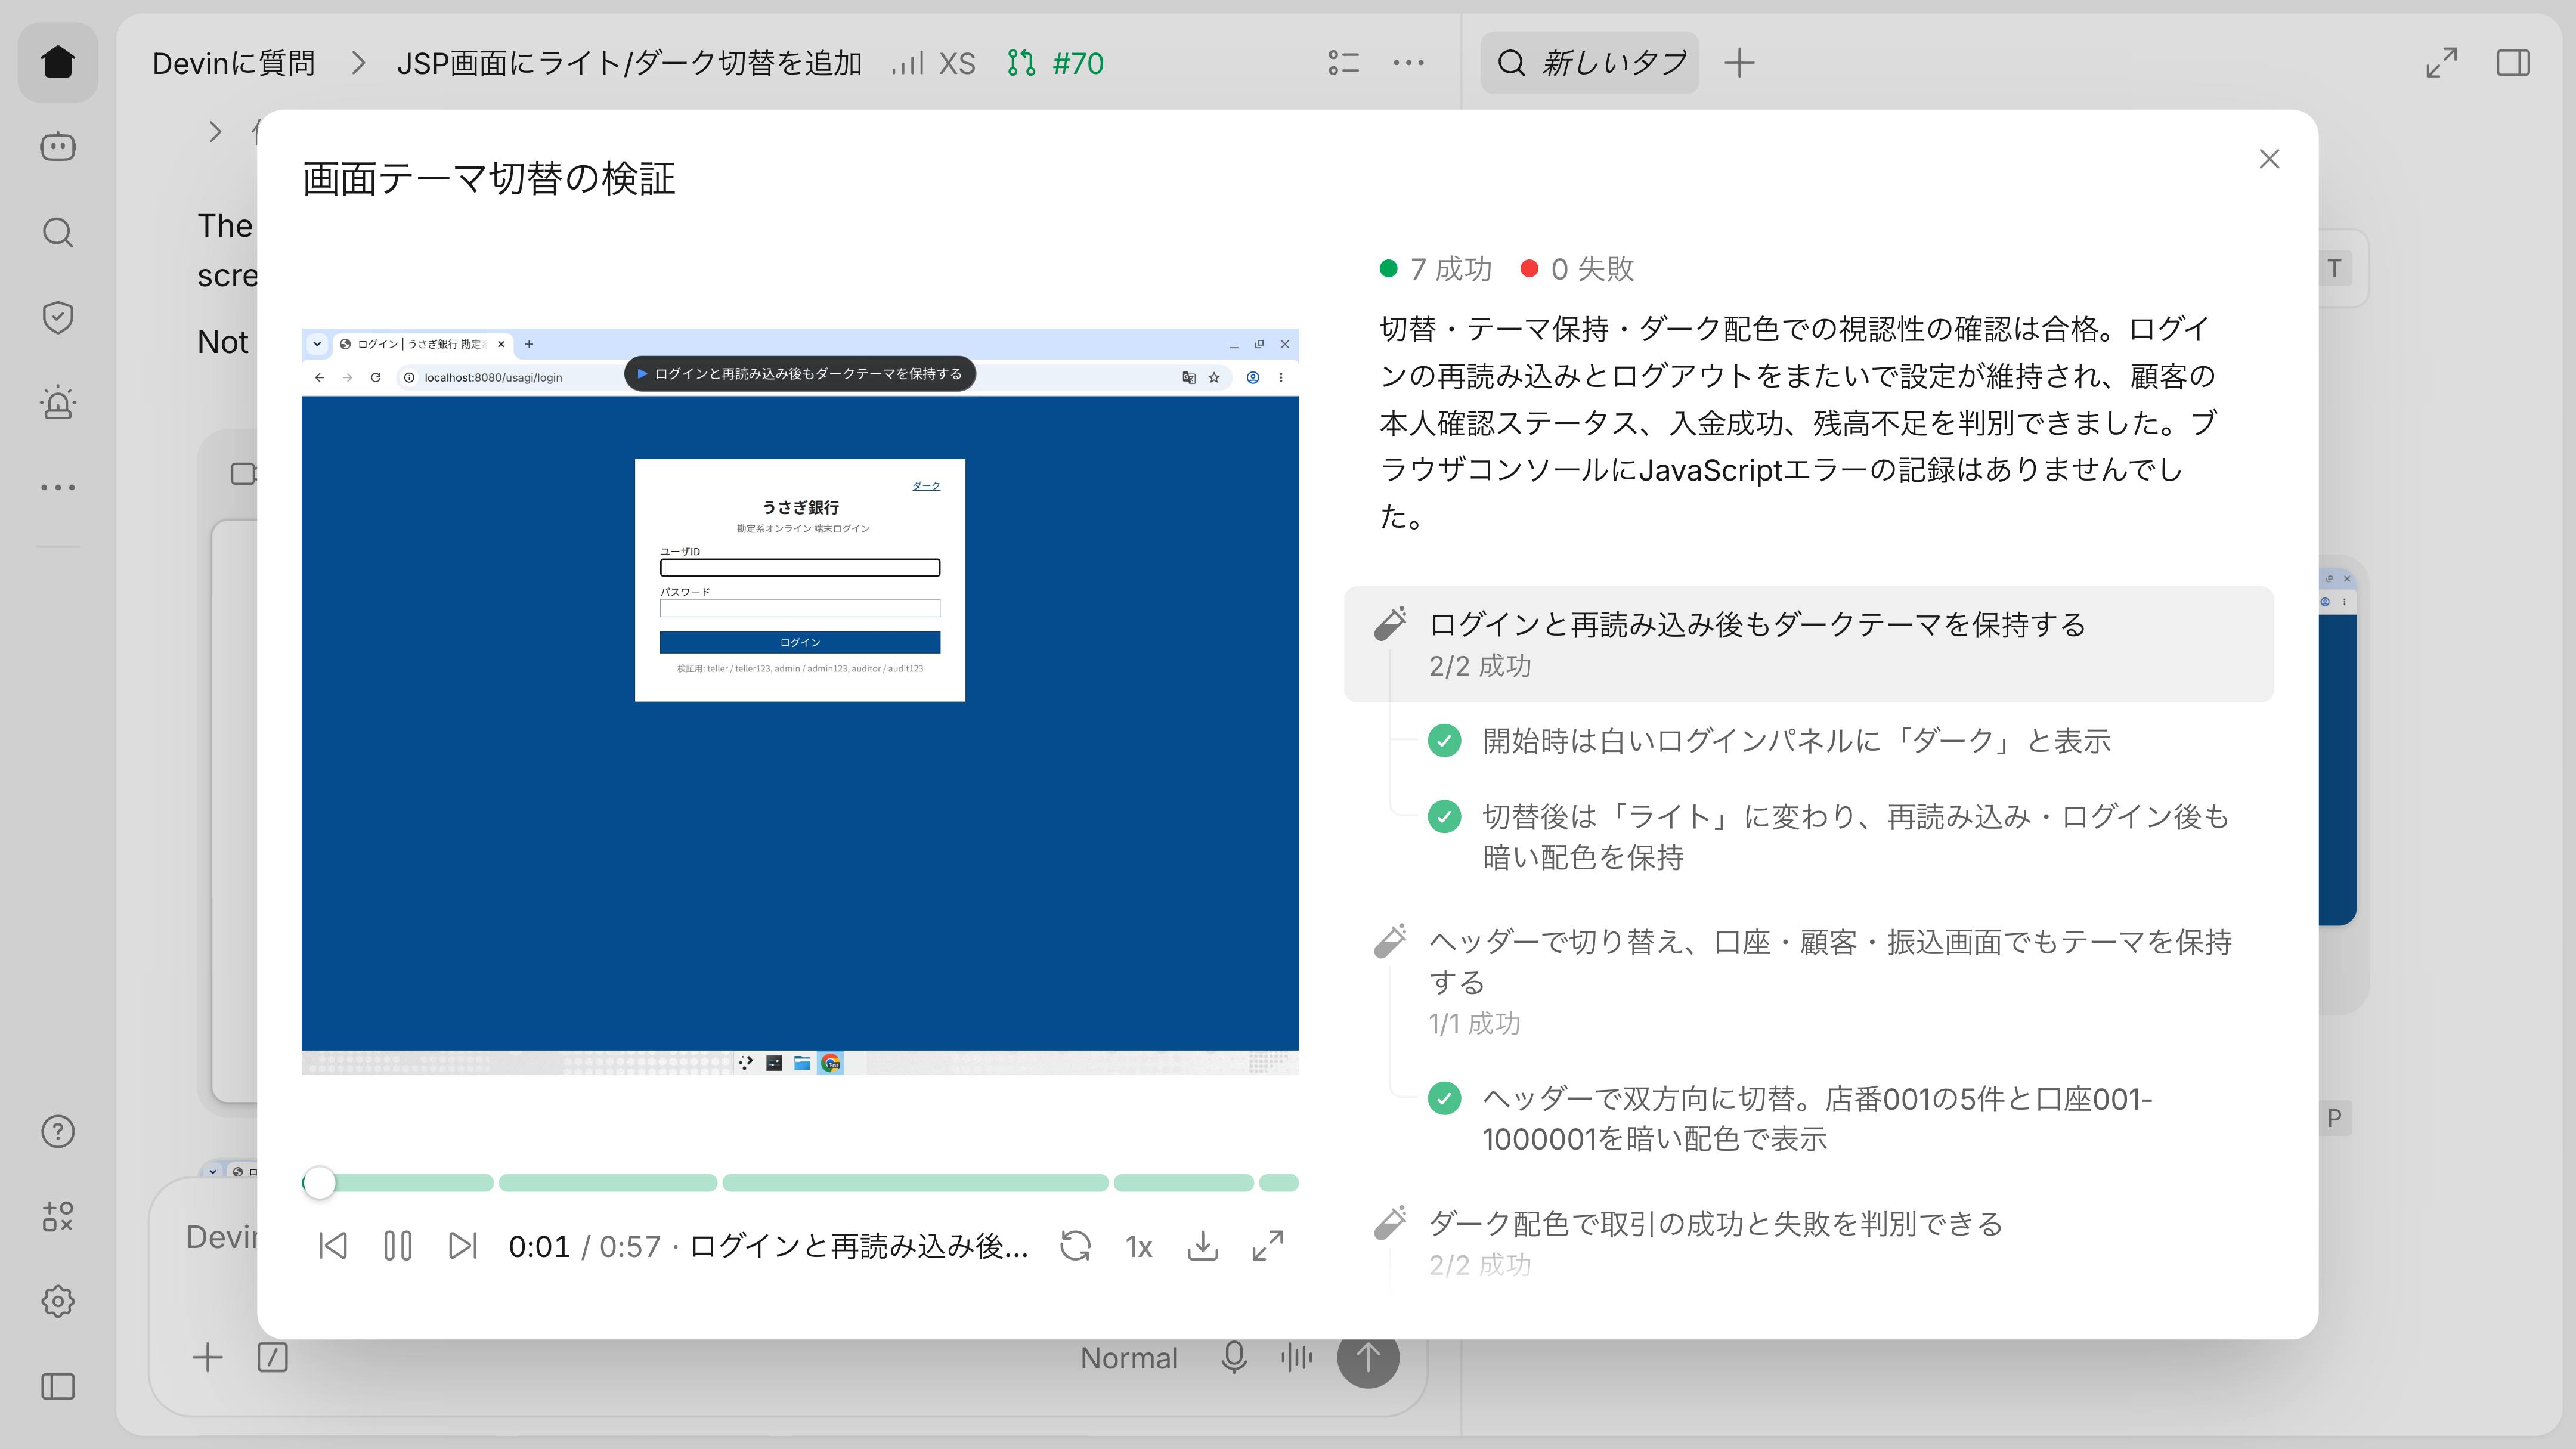 Devinに質問 > JSP画面にライト/ダーク切替を追加 XS #70
新しいタブ
The
scre
Not
画面テーマ切替の検証
ログイン | うさぎ銀行 勘定
localhost:8080/usagi/login
ログインと再読み込み後もダークテーマを保持する
ダーク
うさぎ銀行
勘定系オンライン 端末ログイン
ユーザID
パスワード
ログイン
検証用: teller / teller123, admin / admin123, auditor / audit123
0:01 / 0:57 · ログインと再読み込み後... 1x
7 成功 0 失敗
切替・テーマ保持・ダーク配色での視認性の確認は合格。ログイ
ンの再読み込みとログアウトをまたいで設定が維持され、顧客の
本人確認ステータス、入金成功、残高不足を判別できました。ブ
ラウザコンソールにJavaScriptエラーの記録はありませんでし
た。
ログインと再読み込み後もダークテーマを保持する
2/2 成功
開始時は白いログインパネルに「ダーク」と表示
切替後は「ライト」に変わり、再読み込み・ログイン後も
暗い配色を保持
ヘッダーで切り替え、口座・顧客・振込画面でもテーマを保持
する
1/1 成功
ヘッダーで双方向に切替。店番001の5件と口座001-
1000001を暗い配色で表示
ダーク配色で取引の成功と失敗を判別できる
2/2 成功
T
P
Devin
Normal